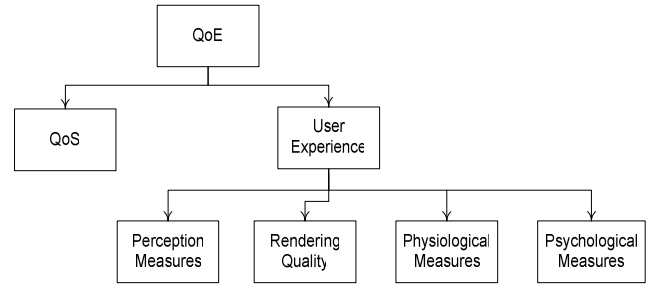 QoE
QoS
User
Experience
Perception
Measures
Rendering
Quality
Physiological
Measures
Psychological
Measures